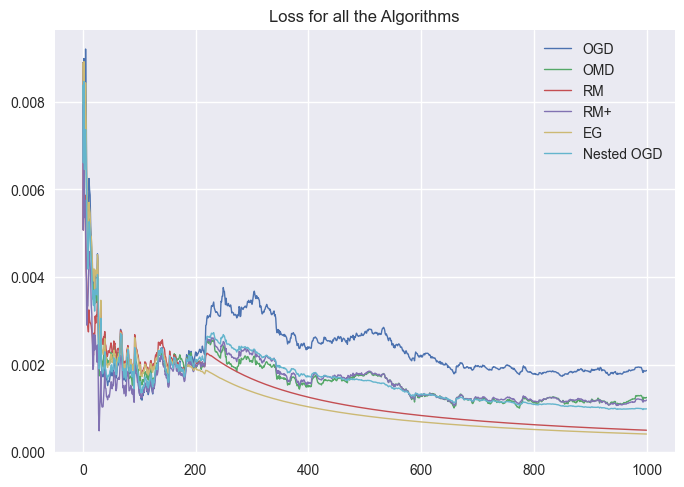 Loss for all the Algorithms
OGD
OMD
RM
RM+
EG
Nested OGD
0.008
0.006
0.004
0.002
0.000
0 200 400 600 800 1000